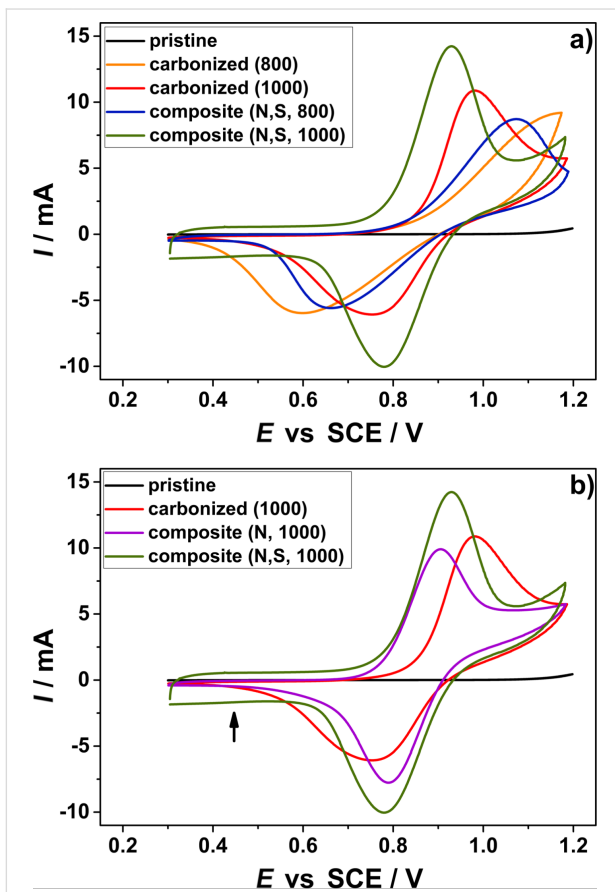 a)
pristine
carbonized (800)
carbonized (1000)
composite (N,S, 800)
composite (N,S, 1000)
I / mA
15
10
5
0
-5
-10
0.2 0.4 0.6 0.8 1.0 1.2
E vs SCE / V
b)
pristine
carbonized (1000)
composite (N, 1000)
composite (N,S, 1000)
I / mA
15
10
5
0
-5
-10
0.2 0.4 0.6 0.8 1.0 1.2
E vs SCE / V